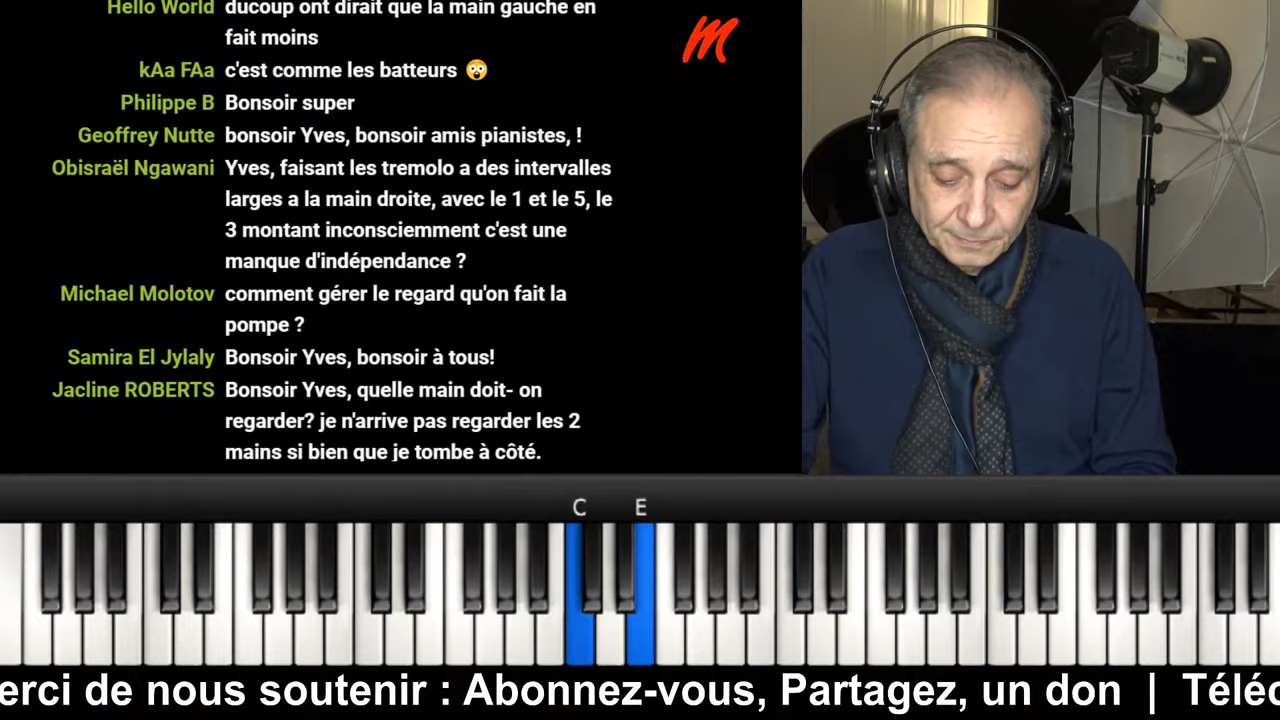 Hello World ducoup ont dirait que la main gauche en
fait moins
kAa FAa c'est comme les batteurs 😲
Philippe B Bonsoir super
Geoffrey Nutte bonsoir Yves, bonsoir amis pianistes, !
Obisraël Ngawani Yves, faisant les tremolo a des intervalles
larges a la main droite, avec le 1 et le 5, le
3 montant inconsciemment c'est une
manque d'indépendance ?
Michael Molotov comment gérer le regard qu'on fait la
pompe ?
Samira El Jylaly Bonsoir Yves, bonsoir à tous!
Jacline ROBERTS Bonsoir Yves, quelle main doit- on
regarder? je n'arrive pas regarder les 2
mains si bien que je tombe à côté.
m
C E
erci de nous soutenir : Abonnez-vous, Partagez, un don | Téléc